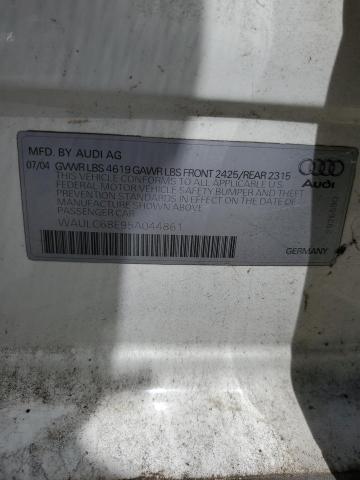 MFD. BY AUDI AG
07/04 GVWR LBS 4619 GAWR LBS FRONT 2425/REAR 2315
THIS VEHICLE CONFORMS TO ALL APPLICABLE U.S.
FEDERAL MOTOR VEHICLE SAFETY BUMPER AND THEFT
PREVENTION STANDARDS IN EFFECT ON THE DATE OF
MANUFACTURE SHOWN ABOVE.
PASSENGER CAR
WAULC68E95A044861
Audi
GERMANY